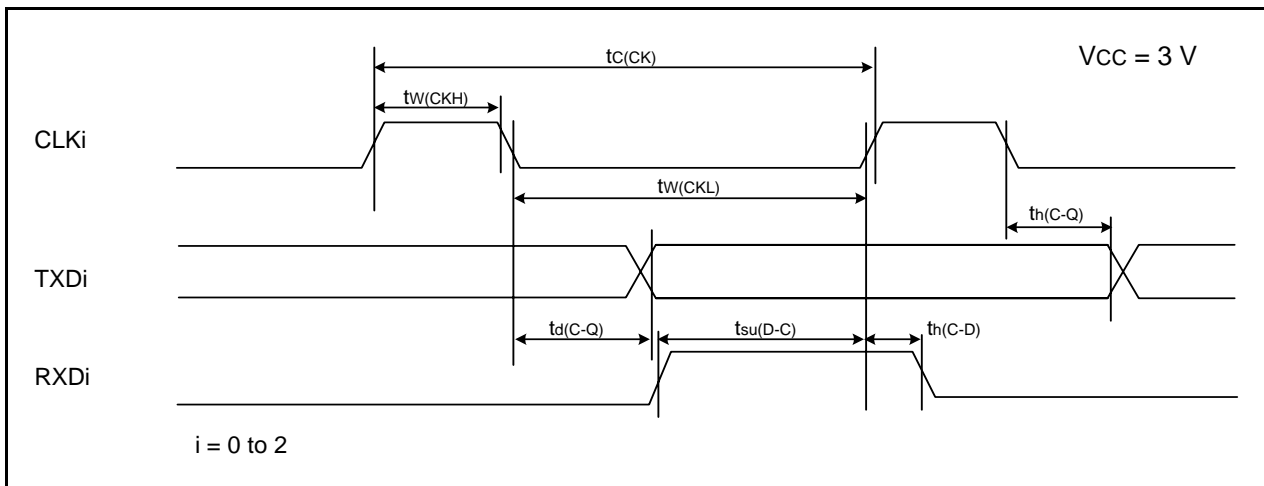 tC(CK)
VCC = 3 V
tW(CKH)
CLKi
tW(CKL)
th(C-Q)
TXDi
td(C-Q)
tsu(D-C)
th(C-D)
RXDi
i = 0 to 2